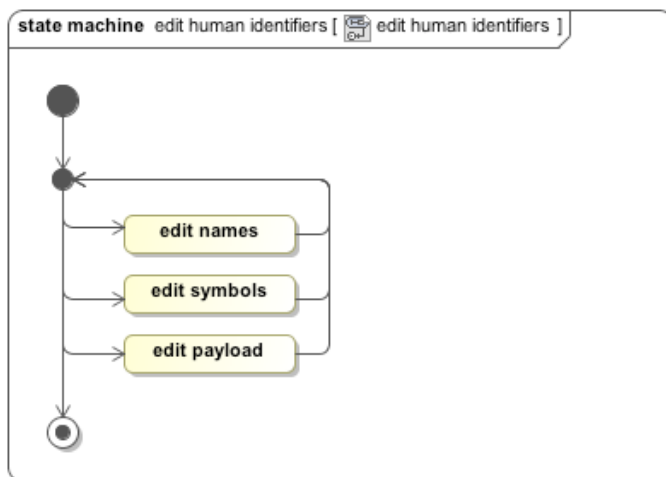 state machine edit human identifiers [ edit human identifiers ]
edit names
edit symbols
edit payload